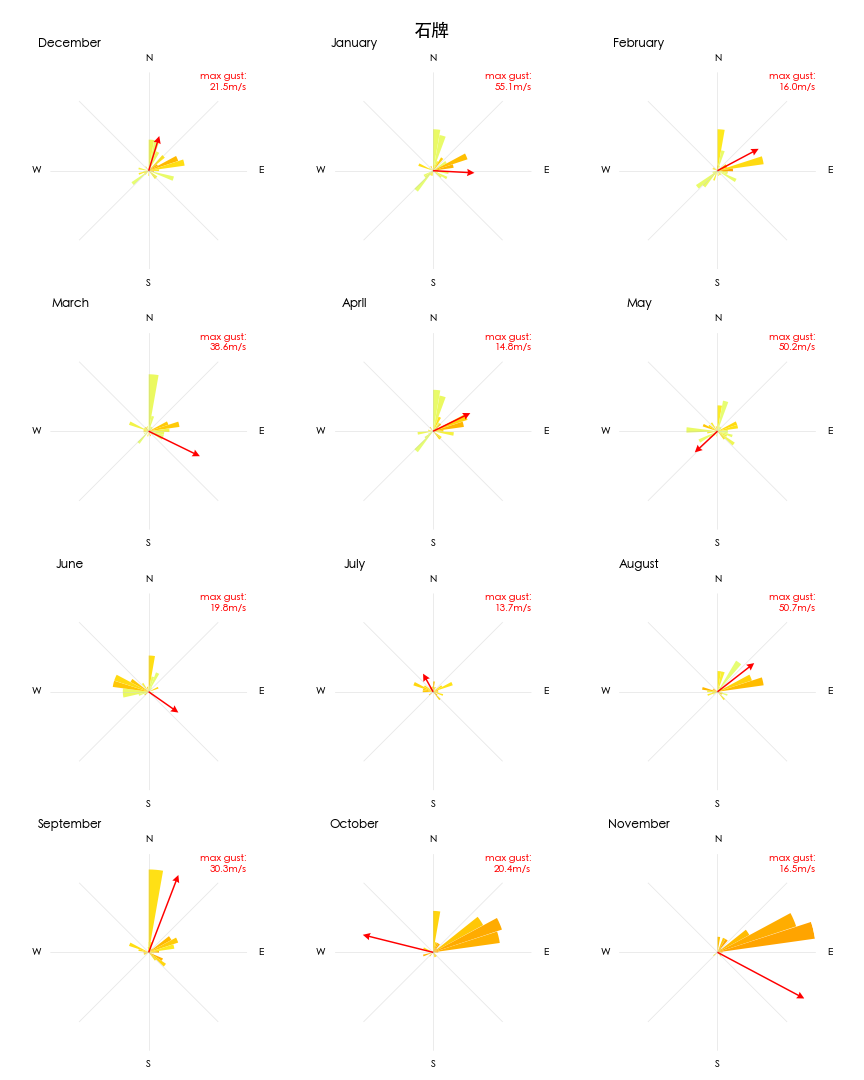 石牌
December
N
max gust:
21.5m/s
W
E
S
January
N
max gust:
55.1m/s
W
E
S
February
N
max gust:
16.0m/s
W
E
S
March
N
max gust:
38.6m/s
W
E
S
April
N
max gust:
14.8m/s
W
E
S
May
N
max gust:
50.2m/s
W
E
S
June
N
max gust:
19.8m/s
W
E
S
July
N
max gust:
13.7m/s
W
E
S
August
N
max gust:
50.7m/s
W
E
S
September
N
max gust:
30.3m/s
W
E
S
October
N
max gust:
20.4m/s
W
E
S
November
N
max gust:
16.5m/s
W
E
S